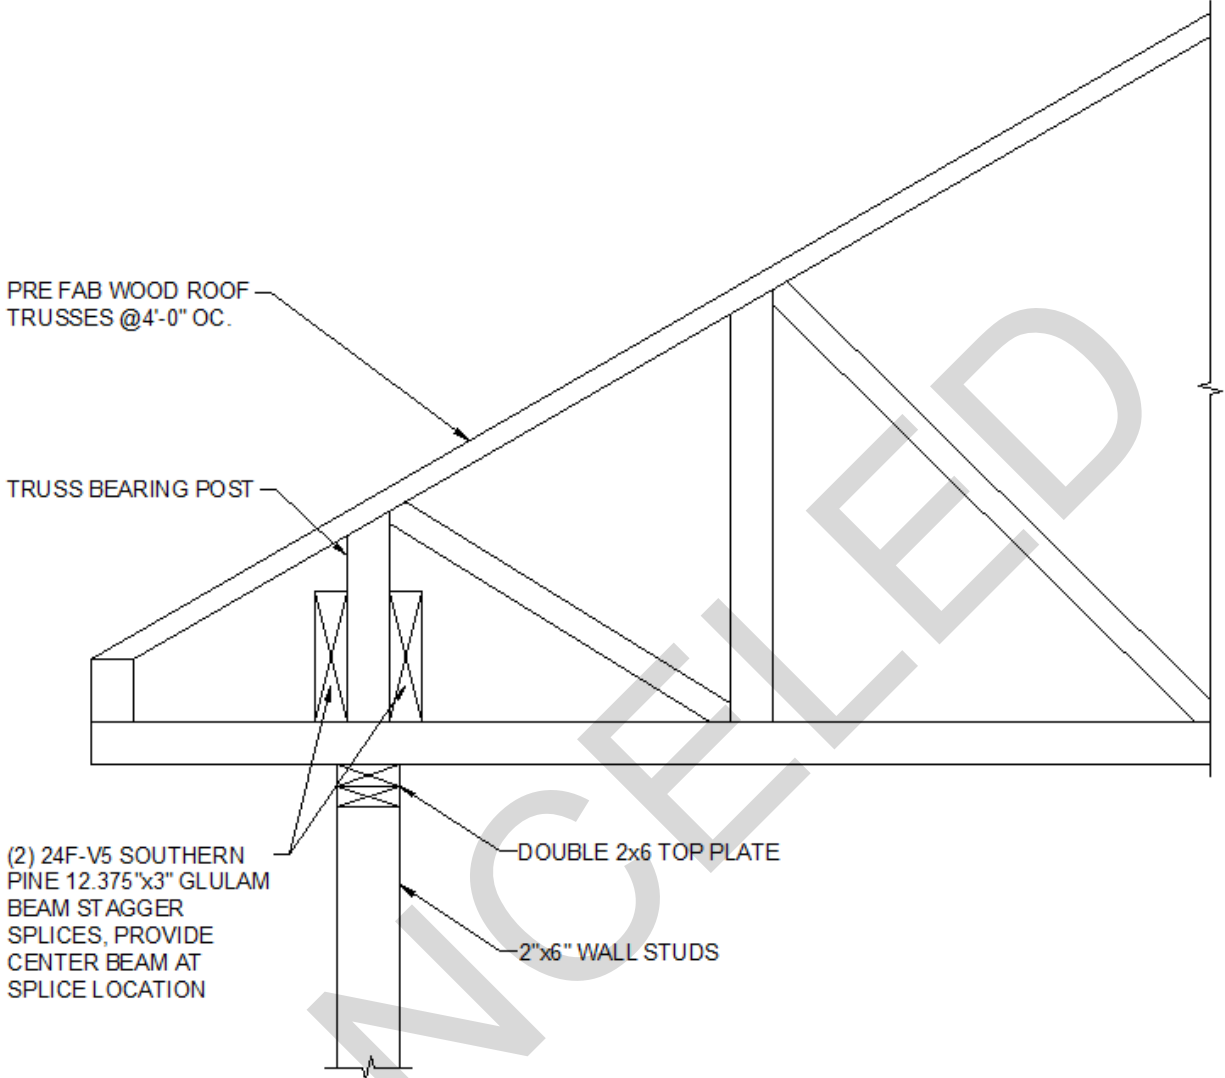 PRE FAB WOOD ROOF
TRUSSES @4'-0" OC.
TRUSS BEARING POST
(2) 24F-V5 SOUTHERN
PINE 12.375"x3" GLULAM
BEAM STAGGER
SPLICES, PROVIDE
CENTER BEAM AT
SPLICE LOCATION
DOUBLE 2x6 TOP PLATE
2"x6" WALL STUDS
NCELED